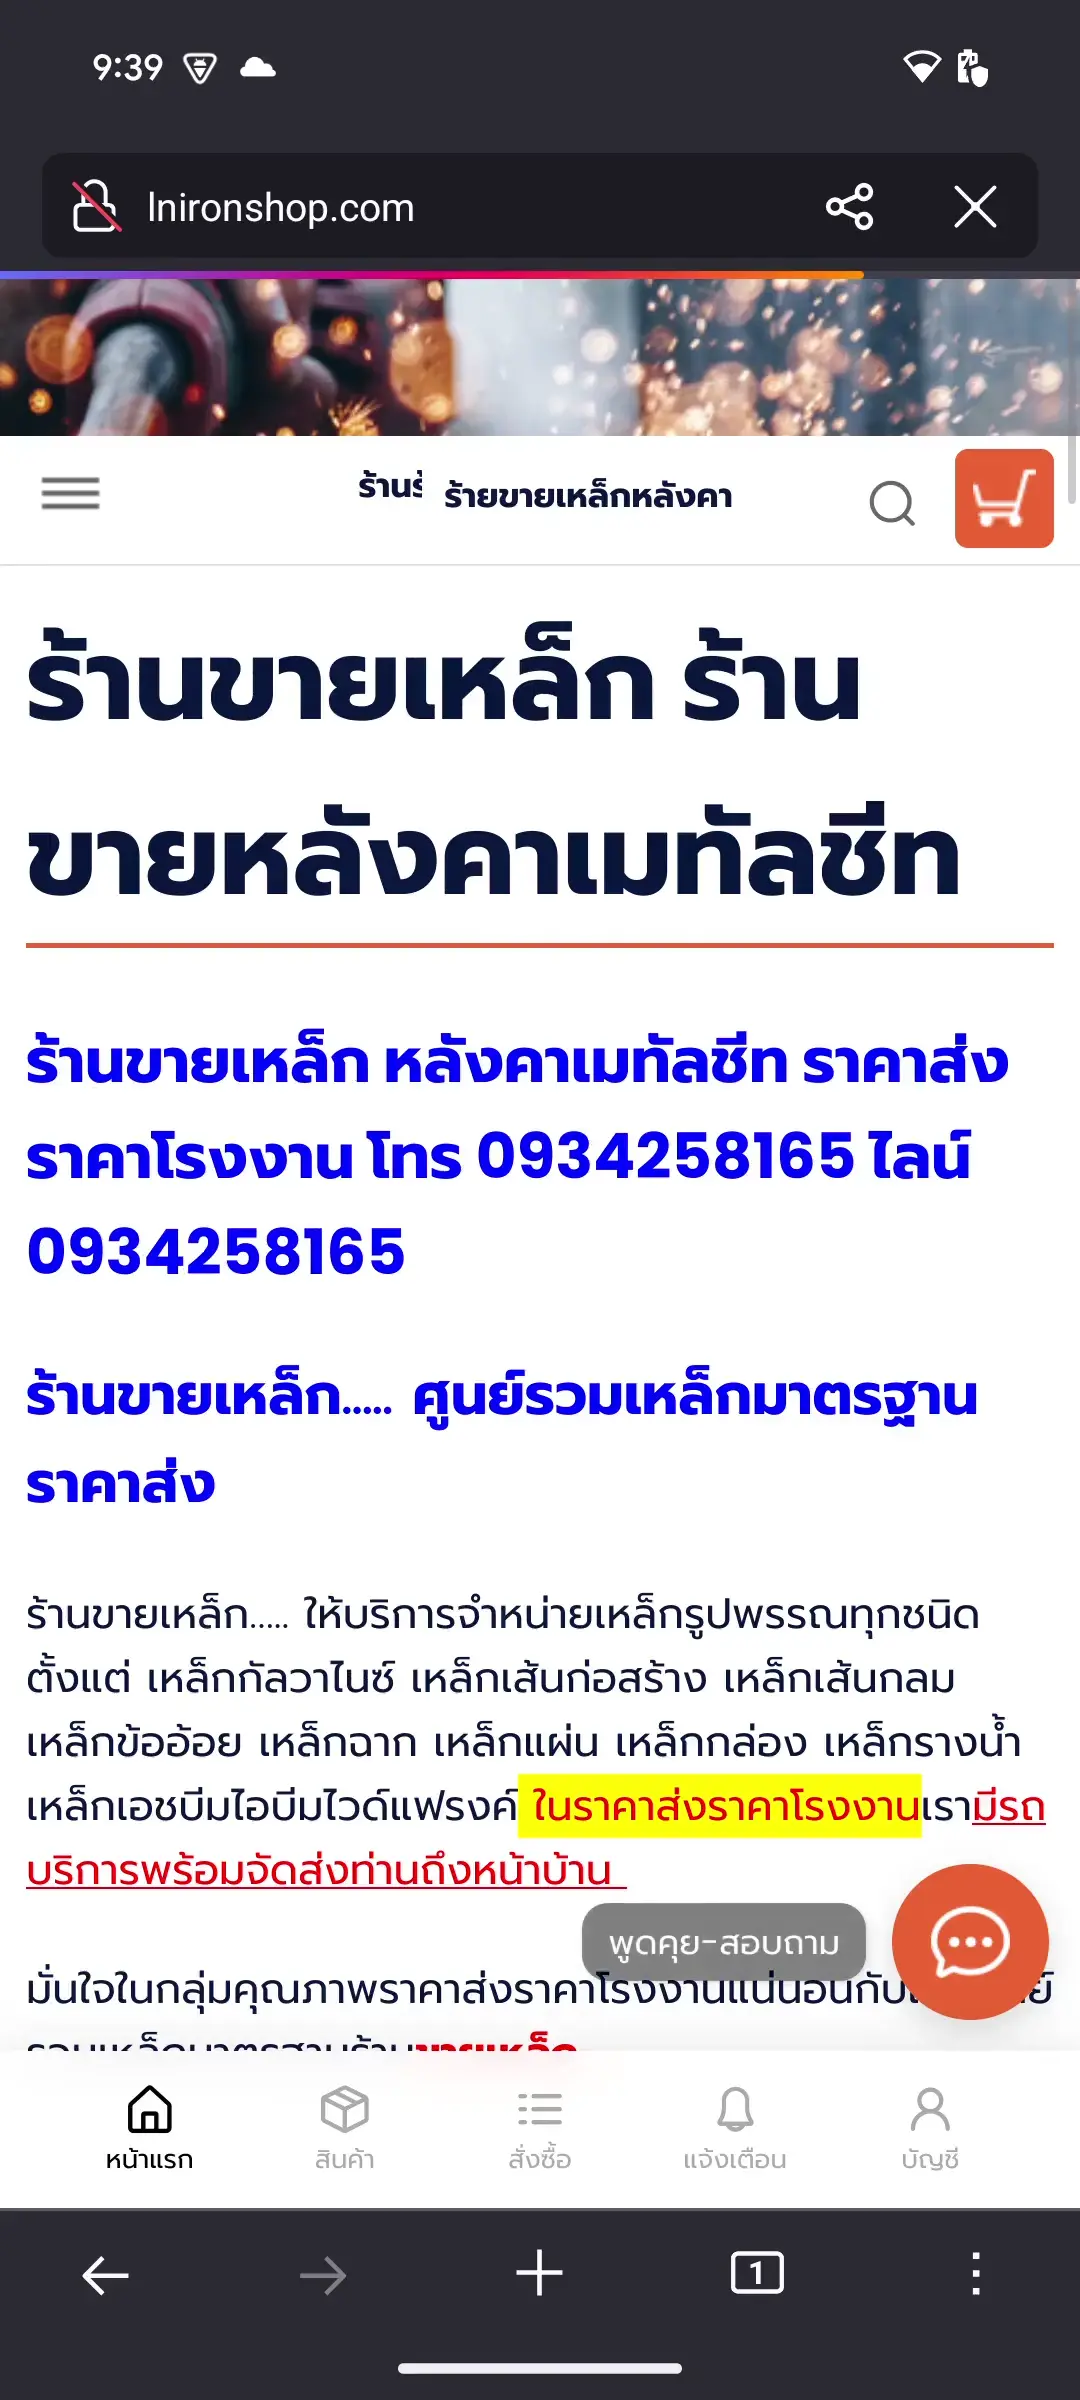 9:39
lnironshop.com
ร้ายขายเหล็กหลังคา
ร้านขายเหล็ก ร้าน
ขายหลังคาเมทัลชีท
ร้านขายเหล็ก หลังคาเมทัลชีท ราคาส่ง
ราคาโรงงาน โทร 0934258165 ไลน์
0934258165
ร้านขายเหล็ก..... ศูนย์รวมเหล็กมาตรฐาน
ราคาส่ง
ร้านขายเหล็ก..... ให้บริการจำหน่ายเหล็กรูปพรรณทุกชนิด
ตั้งแต่ เหล็กกัลวาไนซ์ เหล็กเส้นก่อสร้าง เหล็กเส้นกลม
เหล็กข้ออ้อย เหล็กฉาก เหล็กแผ่น เหล็กกล่อง เหล็กรางน้ำ
เหล็กเอชบีมไอบีมไวด์แฟรงค์ ในราคาส่งราคาโรงงานเรามีรถ
บริการพร้อมจัดส่งท่านถึงหน้าบ้าน
พูดคุย-สอบถาม
มั่นใจในกลุ่มคุณภาพราคาส่งราคาโรงงานแน่นอนกับ
หน้าแรก
สินค้า
สั่งซื้อ
แจ้งเตือน
บัญชี
1